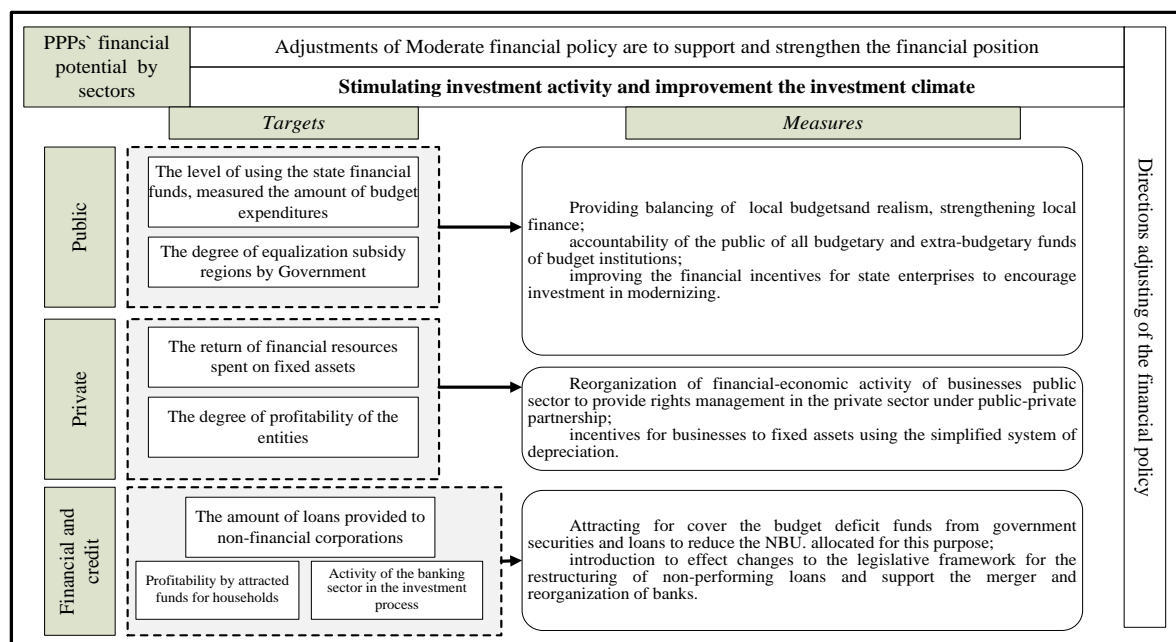 PPPs` financial
potential by
sectors
Adjustments of Moderate financial policy are to support and strengthen the financial position
Stimulating investment activity and improvement the investment climate
Targets
Measures
Directions adjusting of the financial policy
Public
The level of using the state financial
funds, measured the amount of budget
expenditures
The degree of equalization subsidy
regions by Government
Providing balancing of local budgetsand realism, strengthening local
finance;
accountability of the public of all budgetary and extra-budgetary funds
of budget institutions;
improving the financial incentives for state enterprises to encourage
investment in modernizing.
Private
The return of financial resources
spent on fixed assets
The degree of profitability of the
entities
Reorganization of financial-economic activity of businesses public
sector to provide rights management in the private sector under public-private
partnership;
incentives for businesses to fixed assets using the simplified system of
depreciation.
Financial and
credit
The amount of loans provided to
non-financial corporations
Profitability by attracted
funds for households
Activity of the banking
sector in the investment
process
Attracting for cover the budget deficit funds from government
securities and loans to reduce the NBU. allocated for this purpose;
introduction to effect changes to the legislative framework for the
restructuring of non-performing loans and support the merger and
reorganization of banks.